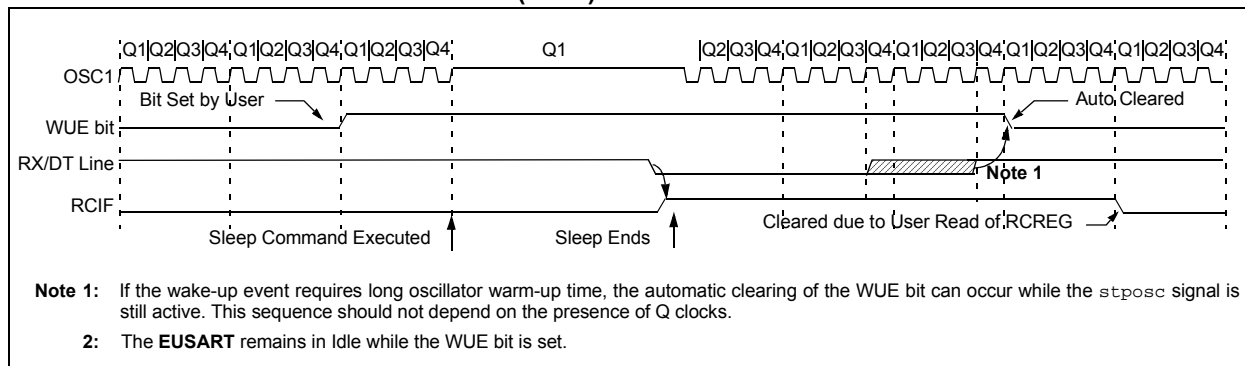 Q1|Q2|Q3|Q4 Q1|Q2|Q3|Q4 Q1|Q2|Q3|Q4 Q1 Q2|Q3|Q4 Q1|Q2|Q3|Q4 Q1|Q2|Q3|Q4 Q1|Q2|Q3|Q4 Q1|Q2|Q3|Q4
OSC1
Bit Set by User
Auto Cleared
WUE bit
RX/DT Line
Note 1
RCIF
Cleared due to User Read of RCREG
Sleep Command Executed
Sleep Ends
Note 1: If the wake-up event requires long oscillator warm-up time, the automatic clearing of the WUE bit can occur while the stposc signal is
still active. This sequence should not depend on the presence of Q clocks.
2: The EUSART remains in Idle while the WUE bit is set.